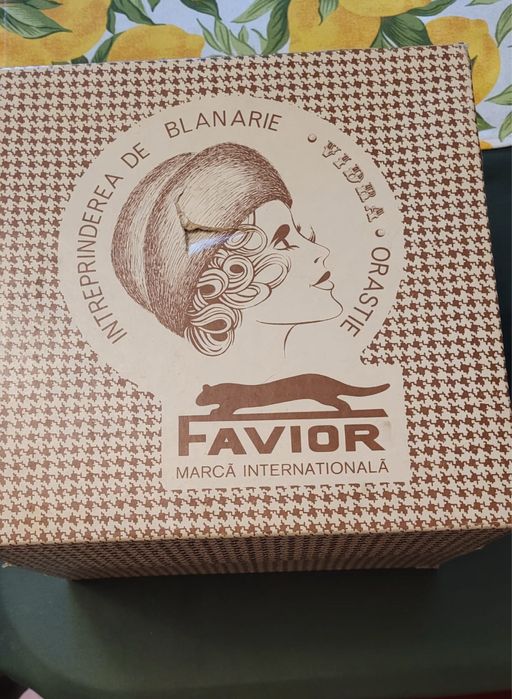 INTREPRINDEREA DE BLANARIE • VIDRA • ORASTIE
FAVIOR
MARCĂ INTERNATIONALĂ